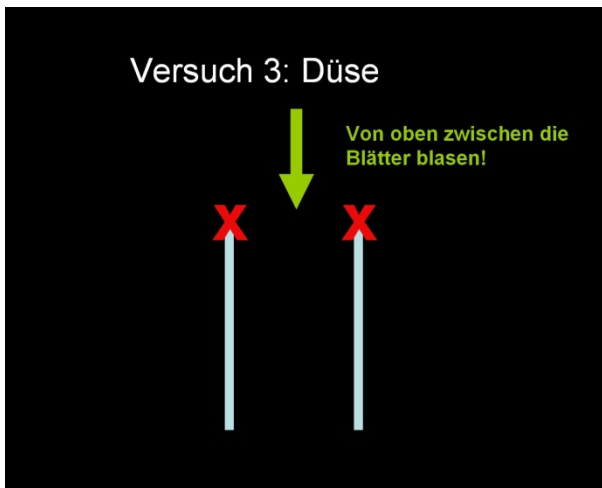 Versuch 3: Düse
Von oben zwischen die
Blätter blasen!
X X